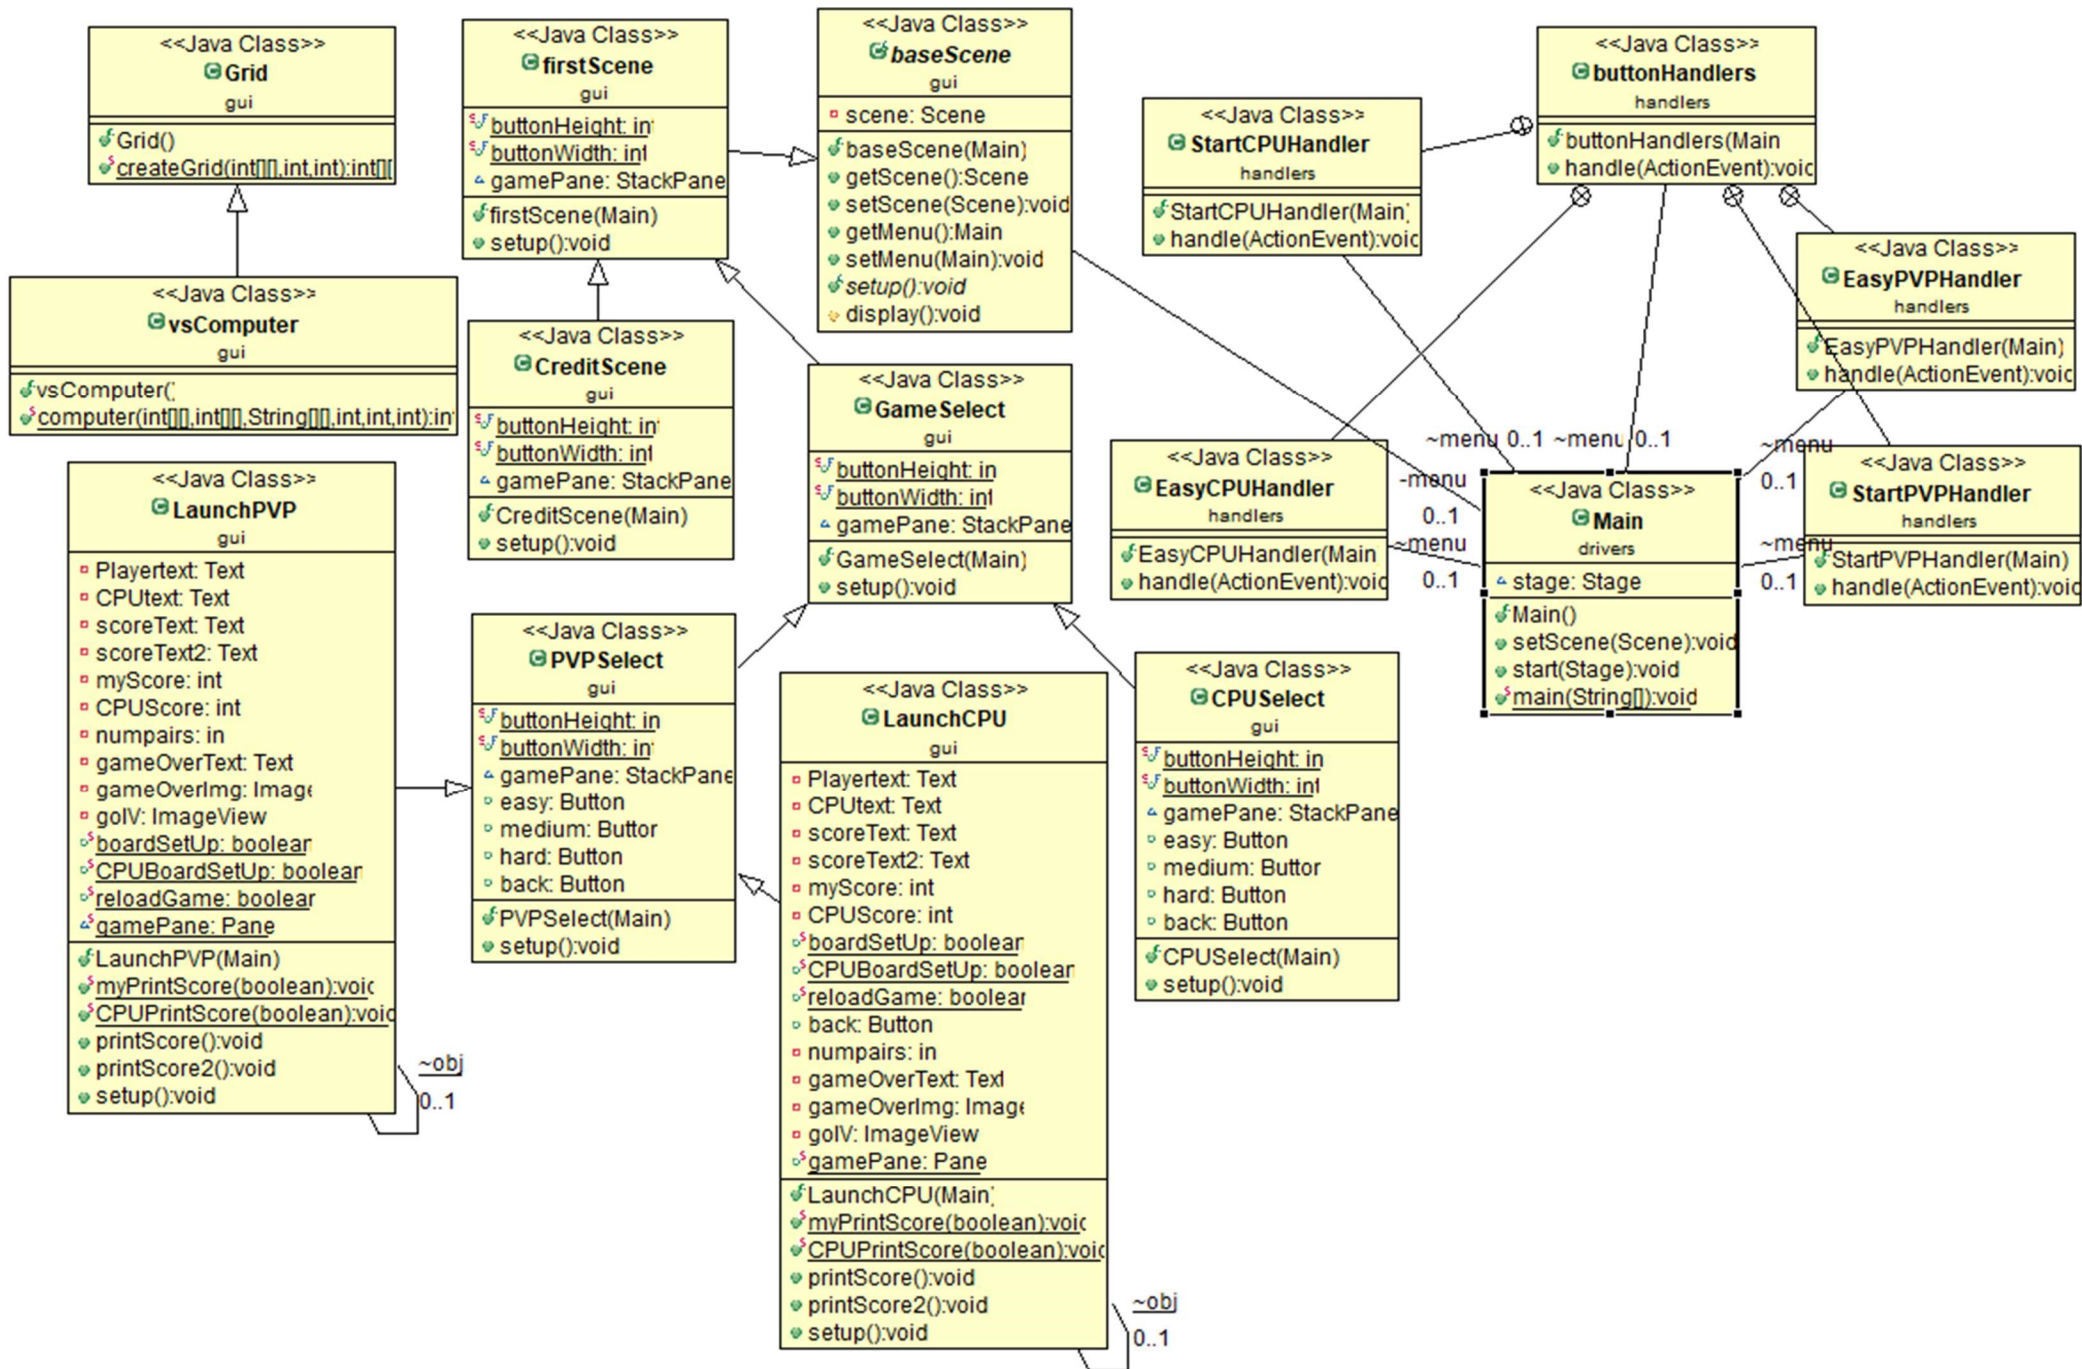 <<Java Class>>
Grid
gui
Grid()
createGrid(int[][],int,int):int[][
<<Java Class>>
vsComputer
gui
vsComputer(
computer(int[][],int[][],String[][],int,int,int):in
<<Java Class>>
LaunchPVP
gui
Playertext: Text
CPUtext: Text
scoreText: Text
scoreText2: Text
myScore: int
CPUScore: int
numpairs: in
gameOverText: Text
gameOverImg: Image
goIV: ImageView
boardSetUp: boolean
CPUBoardSetUp: boolean
reloadGame: boolear
gamePane: Pane
LaunchPVP(Main)
myPrintScore(boolean):voic
CPUPrintScore(boolean):void
printScore():void
printScore2():void
setup():void
~obj
0..1
<<Java Class>>
firstScene
gui
buttonHeight: int
buttonWidth: int
gamePane: StackPane
firstScene(Main)
setup():void
<<Java Class>>
CreditScene
gui
buttonHeight: int
buttonWidth: int
gamePane: StackPane
CreditScene(Main)
setup():void
<<Java Class>>
PVPSelect
gui
buttonHeight: in
buttonWidth: int
gamePane: StackPane
easy: Button
medium: Buttor
hard: Button
back: Button
PVPSelect(Main)
setup():void
<<Java Class>>
baseScene
gui
scene: Scene
baseScene(Main)
getScene():Scene
setScene(Scene):void
getMenu():Main
setMenu(Main):void
setup():void
display():void
<<Java Class>>
GameSelect
gui
buttonHeight: in
buttonWidth: int
gamePane: StackPane
GameSelect(Main)
setup():void
<<Java Class>>
LaunchCPU
gui
Playertext: Text
CPUtext: Text
scoreText: Text
scoreText2: Text
myScore: int
CPUScore: int
boardSetUp: boolean
CPUBoardSetUp: boolean
reloadGame: boolear
back: Button
numpairs: in
gameOverText: Text
gameOverImg: Image
goIV: ImageView
gamePane: Pane
LaunchCPU(Main)
myPrintScore(boolean):voic
CPUPrintScore(boolean):voic
printScore():void
printScore2():void
setup():void
~obj
0..1
<<Java Class>>
CPUSelect
gui
buttonHeight: in
buttonWidth: int
gamePane: StackPane
easy: Button
medium: Buttor
hard: Button
back: Button
CPUSelect(Main)
setup():void
<<Java Class>>
StartCPUHandler
handlers
StartCPUHandler(Main)
handle(ActionEvent):voic
<<Java Class>>
buttonHandlers
handlers
buttonHandlers(Main
handle(ActionEvent):voic
<<Java Class>>
EasyPVPHandler
handlers
EasyPVPHandler(Main)
handle(ActionEvent):voic
<<Java Class>>
EasyCPUHandler
handlers
EasyCPUHandler(Main
handle(ActionEvent):void
~menu 0..1 ~menu 0..1
-menu
0..1
~menu
0..1
~menu
0..1
~menu
0..1
<<Java Class>>
Main
drivers
stage: Stage
Main()
setScene(Scene):void
start(Stage):void
main(String[]):void
<<Java Class>>
StartPVPHandler
handlers
StartPVPHandler(Main)
handle(ActionEvent):void